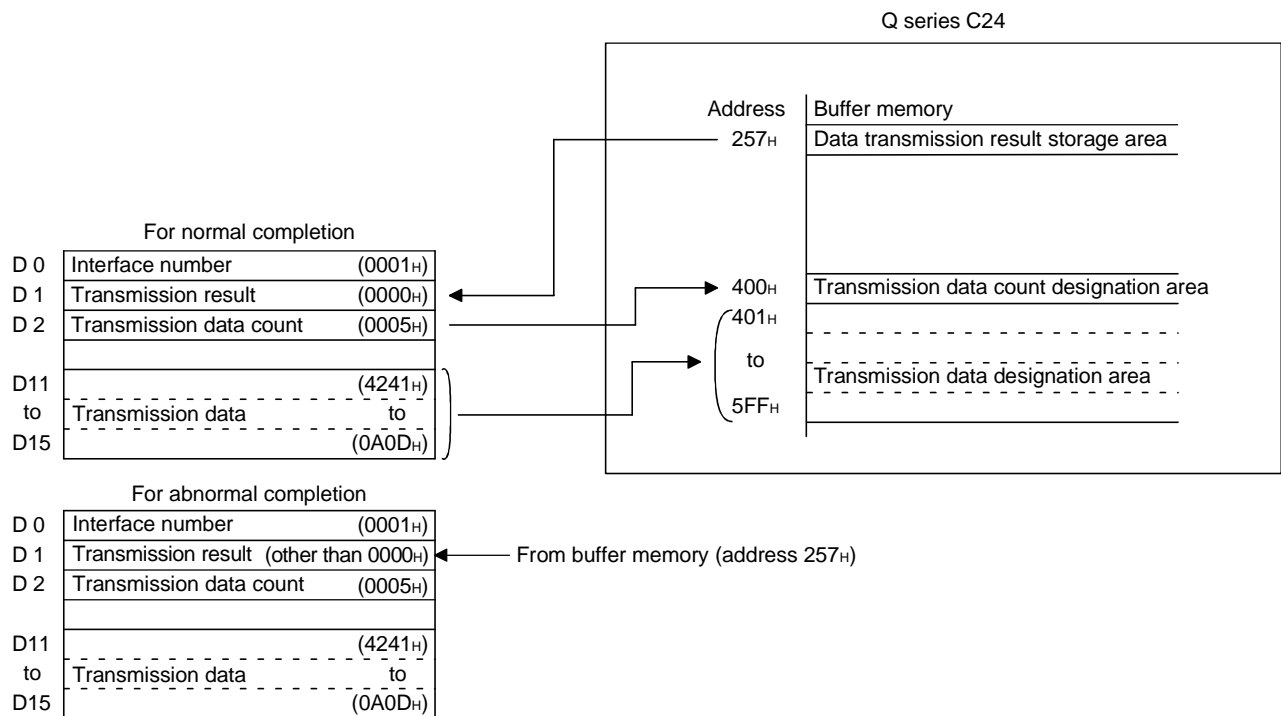 Q series C24
Address Buffer memory
257H Data transmission result storage area
400H Transmission data count designation area
401H
to
Transmission data designation area
5FFH
For normal completion
D 0 Interface number (0001H)
D 1 Transmission result (0000H)
D 2 Transmission data count (0005H)
D11 (4241H)
to Transmission data to
D15 (0A0DH)
For abnormal completion
D 0 Interface number (0001H)
D 1 Transmission result (other than 0000H) From buffer memory (address 257H)
D 2 Transmission data count (0005H)
D11 (4241H)
to Transmission data to
D15 (0A0DH)